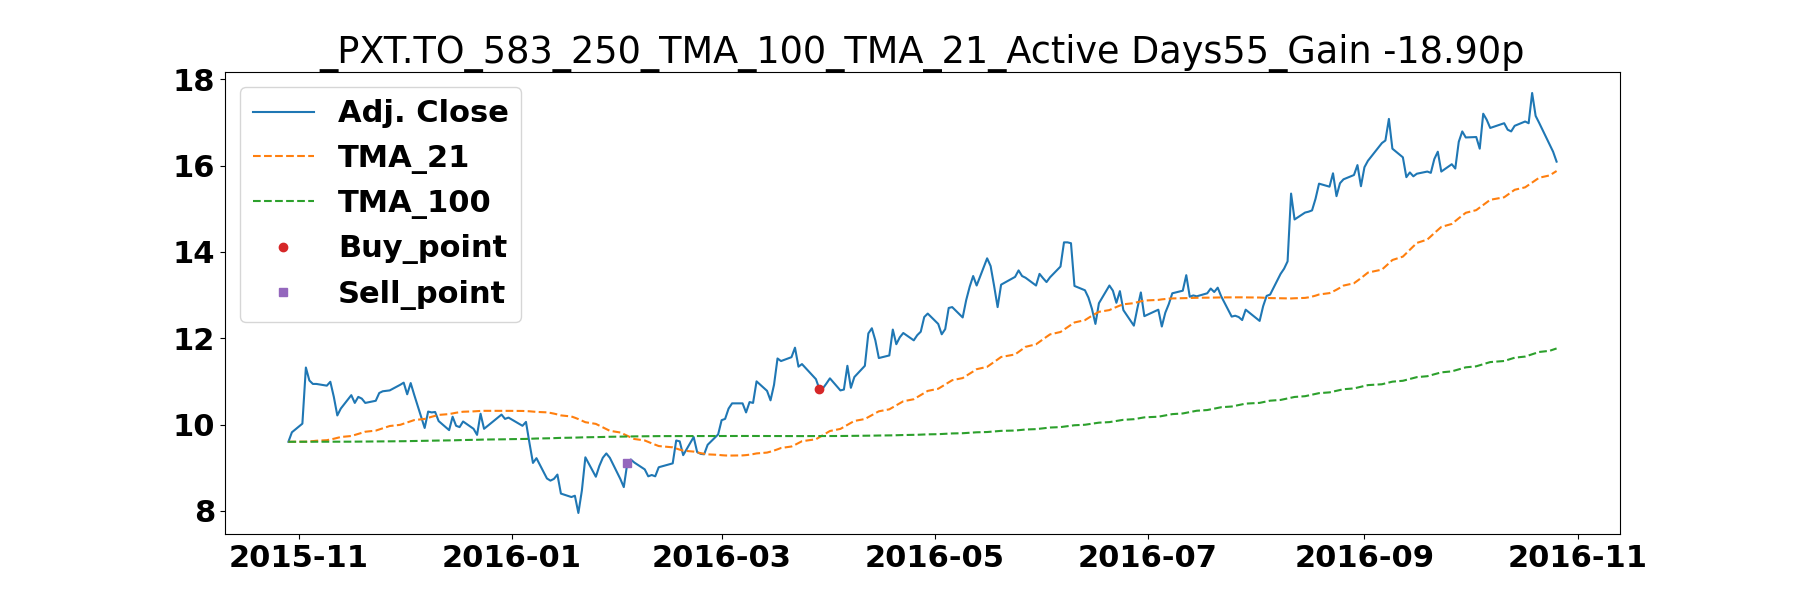 _PXT.TO_583_250_TMA_100_TMA_21_Active Days55_Gain -18.90p
18
16
14
12
10
8
Adj. Close
TMA_21
TMA_100
Buy_point
Sell_point
2015-11 2016-01 2016-03 2016-05 2016-07 2016-09 2016-11